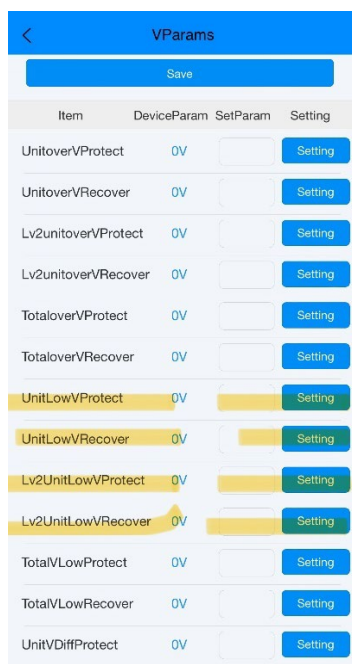 VParams
Save
Item DeviceParam SetParam Setting
UnitoverVProtect 0V Setting
UnitoverVRecover 0V Setting
Lv2unitoverVProtect 0V Setting
Lv2unitoverVRecover 0V Setting
TotaloverVProtect 0V Setting
TotaloverVRecover 0V Setting
UnitLowVProtect 0V Setting
UnitLowVRecover 0V Setting
Lv2UnitLowVProtect 0V Setting
Lv2UnitLowVRecover 0V Setting
TotalVLowProtect 0V Setting
TotalVLowRecover 0V Setting
UnitVDiffProtect 0V Setting